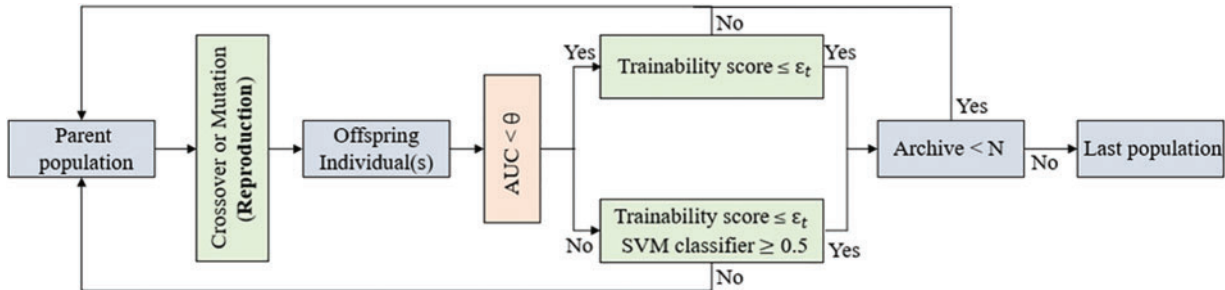 No
Yes
Trainability score ≤ εt
Yes
Yes
Parent
population
Crossover or Mutation
(Reproduction)
Offspring
Individual(s)
AUC < θ
Archive < N
No
Last population
No
Trainability score ≤ εt
SVM classifier ≥ 0.5
Yes
No